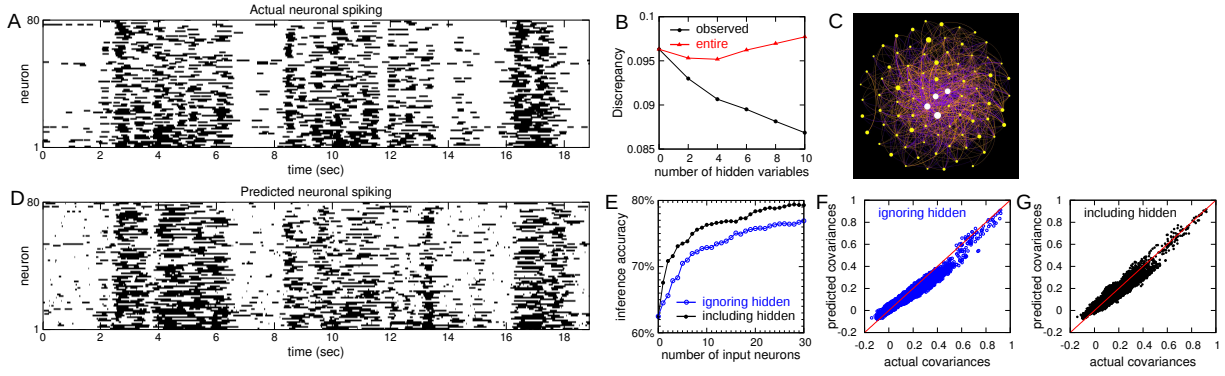 A
Actual neuronal spiking
80
neuron
1
0 2 4 6 8 10 12 14 16 18
time (sec)
B
0.1
0.095
0.09
0.085
Discrepancy
observed
entire
0 2 4 6 8 10
number of hidden variables
C
D
Predicted neuronal spiking
80
neuron
1
0 2 4 6 8 10 12 14 16 18
time (sec)
E
80%
70%
60%
inference accuracy
ignoring hidden
including hidden
0 10 20 30
number of input neurons
F
ignoring hidden
1
0.8
0.6
0.4
0.2
0
-0.2
predicted covariances
-0.2 0 0.2 0.4 0.6 0.8 1
actual covariances
G
including hidden
1
0.8
0.6
0.4
0.2
0
-0.2
predicted covariances
-0.2 0 0.2 0.4 0.6 0.8 1
actual covariances